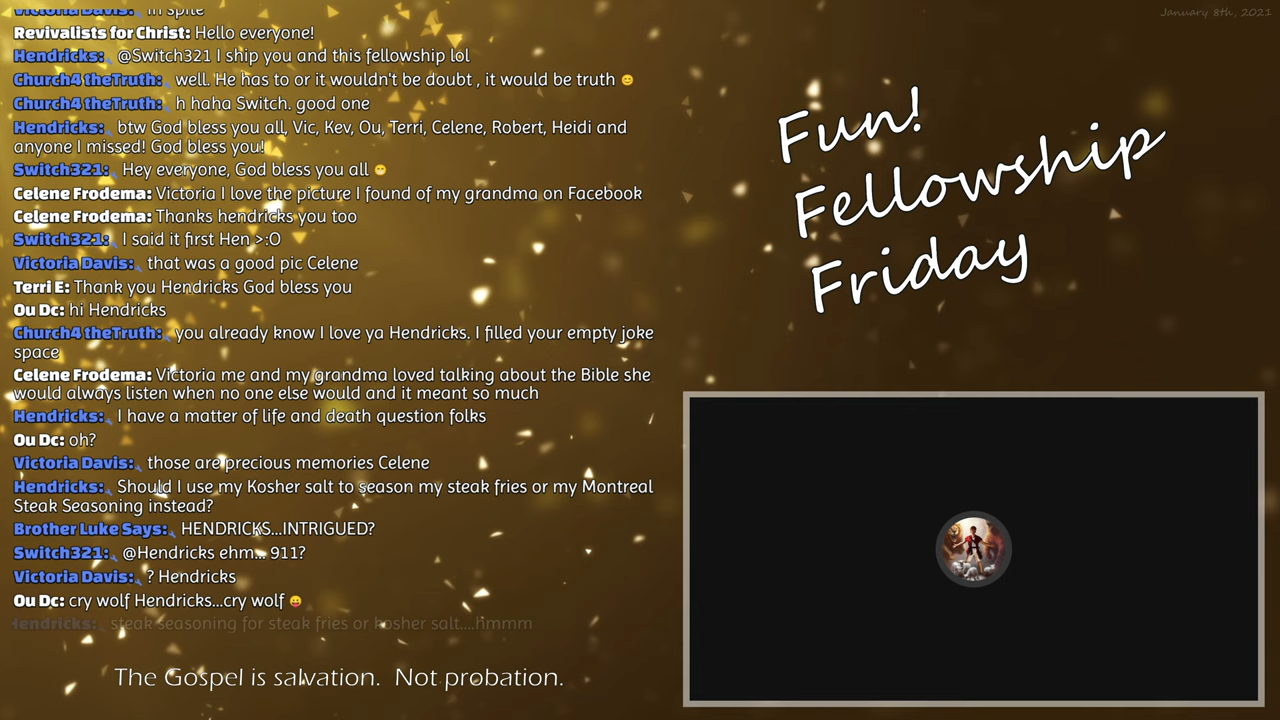 Victoria Davis: in spite
Revivalists for Christ: Hello everyone!
Hendricks: @Switch321 I ship you and this fellowship lol
Church4 theTruth: well. He has to or it wouldn't be doubt , it would be truth 😊
Church4 theTruth: h haha Switch. good one
Hendricks: btw God bless you all, Vic, Kev, Ou, Terri, Celene, Robert, Heidi and
anyone I missed! God bless you!
Switch321: Hey everyone, God bless you all 😁
Celene Frodema: Victoria I love the picture I found of my grandma on Facebook
Celene Frodema: Thanks hendricks you too
Switch321: I said it first Hen >:O
Victoria Davis: that was a good pic Celene
Terri E: Thank you Hendricks God bless you
Ou Dc: hi Hendricks
Church4 theTruth: you already know I love ya Hendricks. I filled your empty joke
space
Celene Frodema: Victoria me and my grandma loved talking about the Bible she
would always listen when no one else would and it meant so much
Hendricks: I have a matter of life and death question folks
Ou Dc: oh?
Victoria Davis: those are precious memories Celene
Hendricks: Should I use my Kosher salt to season my steak fries or my Montreal
Steak Seasoning instead?
Brother Luke Says: HENDRICKS...INTRIGUED?
Switch321: @Hendricks ehm... 911?
Victoria Davis: ? Hendricks
Ou Dc: cry wolf Hendricks...cry wolf 😛
Hendricks: steak seasoning for steak fries or kosher salt....hmmm
The Gospel is salvation. Not probation.
January 8th, 2021
Fun!
Fellowship
Friday